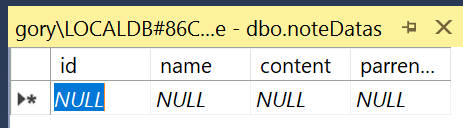 gory\LOCALDB#86C...e - dbo.noteDatas
id name content parren...
NULL NULL NULL NULL